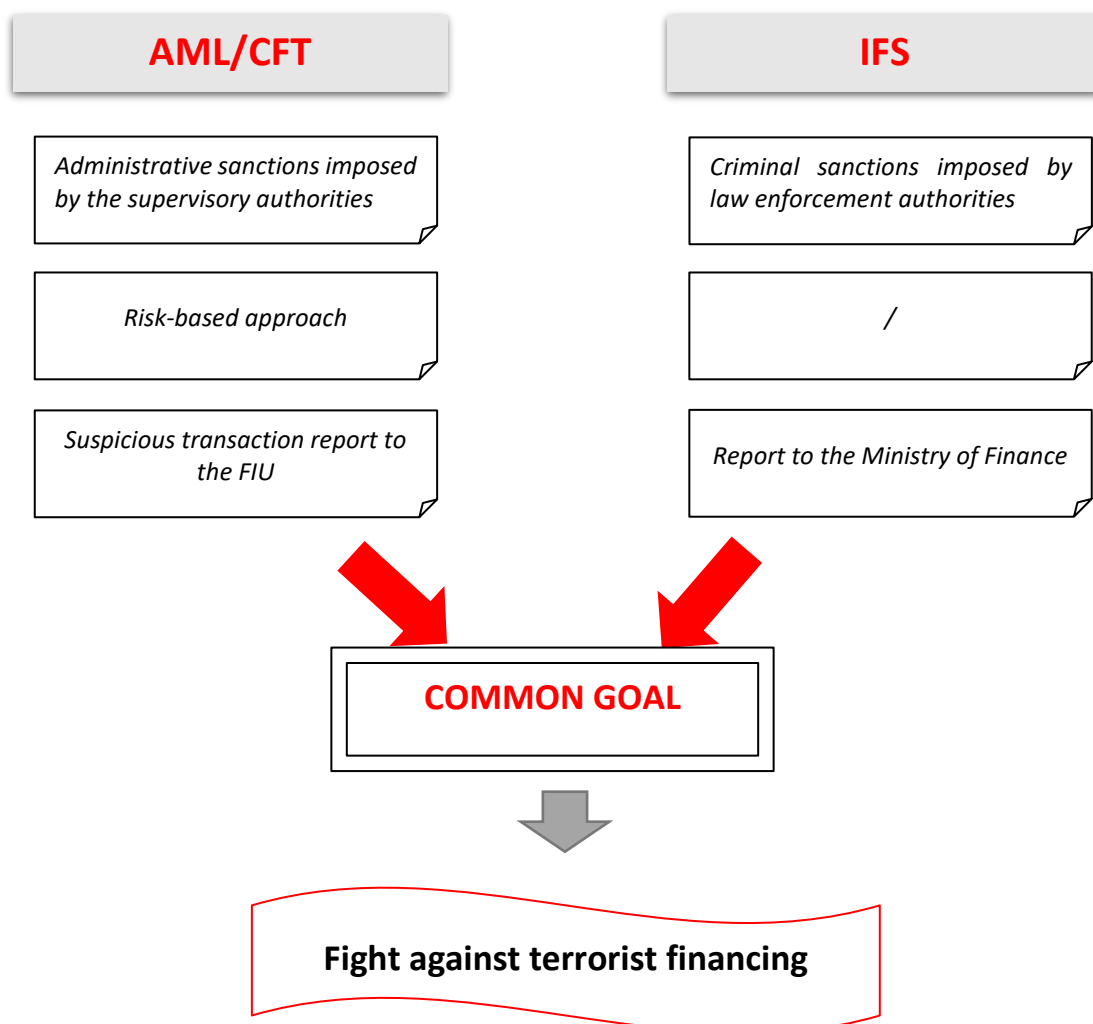 AML/CFT
IFS
Administrative sanctions imposed
by the supervisory authorities
Criminal sanctions imposed by
law enforcement authorities
Risk-based approach
/
Suspicious transaction report to
the FIU
Report to the Ministry of Finance
COMMON GOAL
Fight against terrorist financing